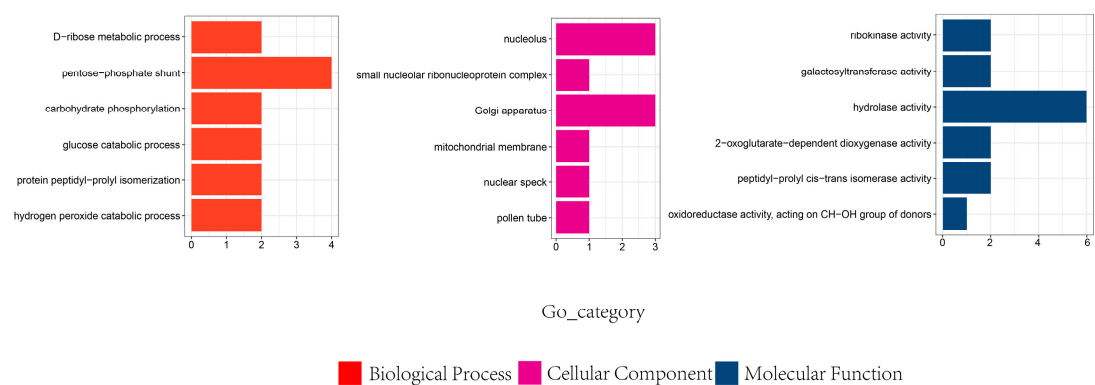 D-ribose metabolic process
pentose-phosphate shunt
carbohydrate phosphorylation
glucose catabolic process
protein peptidyl-prolyl isomerization
hydrogen peroxide catabolic process
0 1 2 3 4
nucleolus
small nucleolar ribonucleoprotein complex
Golgi apparatus
mitochondrial membrane
nuclear speck
pollen tube
0 1 2 3
ribokinase activity
galactosyltransferase activity
hydrolase activity
2-oxoglutarate-dependent dioxygenase activity
peptidyl-prolyl cis-trans isomerase activity
oxidoreductase activity, acting on CH-OH group of donors
0 2 4 6
Go_category
Biological Process Cellular Component Molecular Function